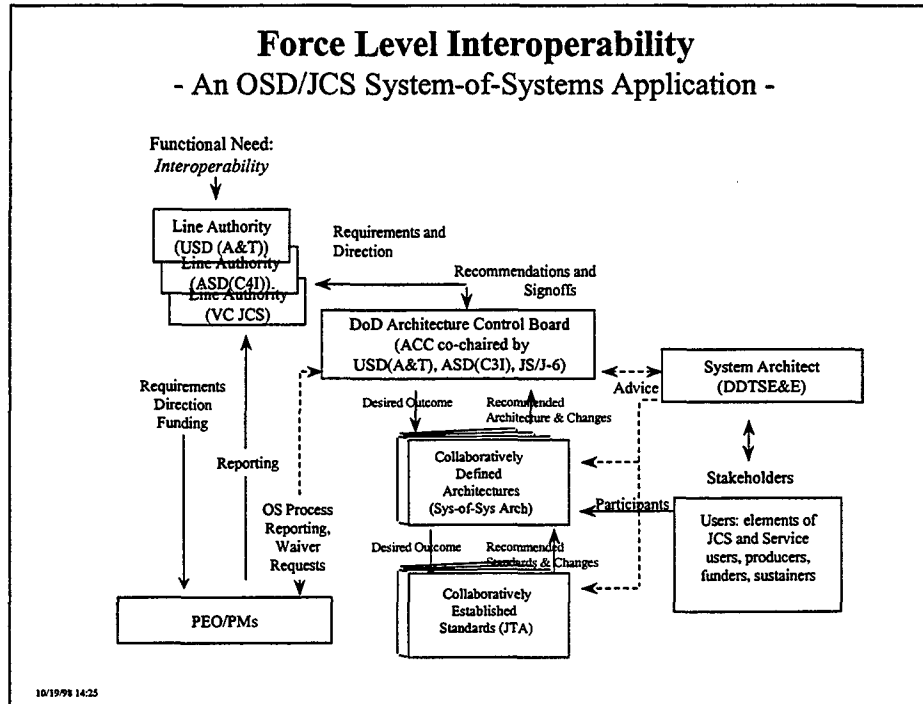 Force Level Interoperability
- An OSD/JCS System-of-Systems Application -
Functional Need:
Interoperability
Line Authority
(USD (A&T))
Line Authority
(ASD(C4I)).
Line Authority
(VC JCS)
Requirements and
Direction
Recommendations and
Signoffs
DoD Architecture Control Board
(ACC co-chaired by
USD(A&T), ASD(C3I), JS/J-6)
System Architect
(DDTSE&E)
Advice
Requirements
Direction
Funding
Reporting
Desired Outcome
Recommended
Architecture & Changes
Collaboratively
Defined
Architectures
(Sys-of-Sys Arch)
Stakeholders
Participants
Users: elements of
JCS and Service
users, producers,
funders, sustainers
OS Process
Reporting,
Waiver
Requests
Desired Outcome
Recommended
Standards & Changes
Collaboratively
Established
Standards (JTA)
PEO/PMs
10/19/98 14:25